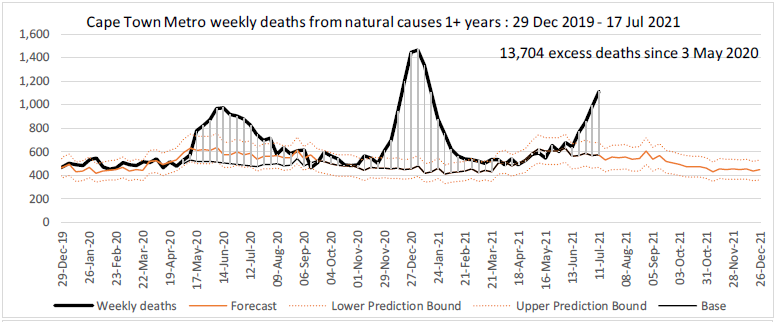 Cape Town Metro weekly deaths from natural causes 1+ years : 29 Dec 2019 - 17 Jul 2021
13,704 excess deaths since 3 May 2020
1,600
1,400
1,200
1,000
800
600
400
200
0
29-Dec-19
26-Jan-20
23-Feb-20
22-Mar-20
19-Apr-20
17-May-20
14-Jun-20
12-Jul-20
09-Aug-20
06-Sep-20
04-Oct-20
01-Nov-20
29-Nov-20
27-Dec-20
24-Jan-21
21-Feb-21
21-Mar-21
18-Apr-21
16-May-21
13-Jun-21
11-Jul-21
08-Aug-21
05-Sep-21
03-Oct-21
31-Oct-21
28-Nov-21
26-Dec-21
Weekly deaths
Forecast
Lower Prediction Bound
Upper Prediction Bound
Base